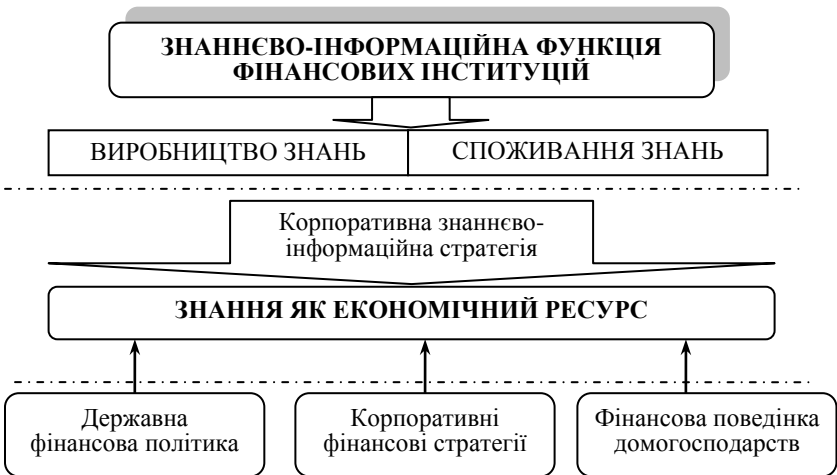 ЗНАННЄВО-ІНФОРМАЦІЙНА ФУНКЦІЯ
ФІНАНСОВИХ ІНСТИТУЦІЙ
ВИРОБНИЦТВО ЗНАНЬ
СПОЖИВАННЯ ЗНАНЬ
Корпоративна знаннєво-
інформаційна стратегія
ЗНАННЯ ЯК ЕКОНОМІЧНИЙ РЕСУРС
Державна
фінансова політика
Корпоративні
фінансові стратегії
Фінансова поведінка
домогосподарств